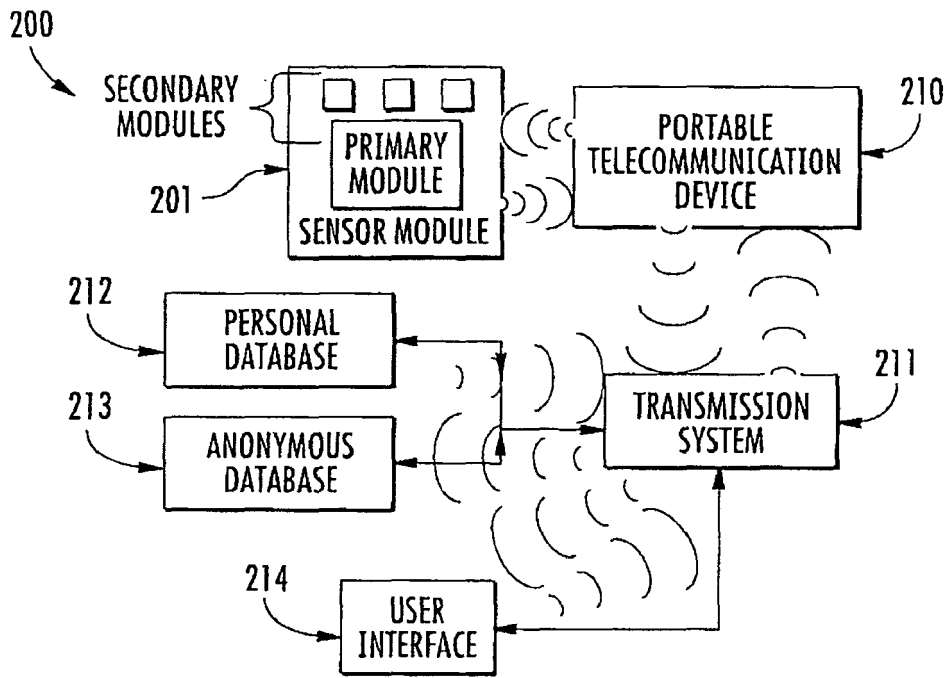 200
SECONDARY
MODULES
PRIMARY
MODULE
201
SENSOR MODULE
PORTABLE
TELECOMMUNICATION
DEVICE
210
212
PERSONAL
DATABASE
213
ANONYMOUS
DATABASE
TRANSMISSION
SYSTEM
211
214
USER
INTERFACE